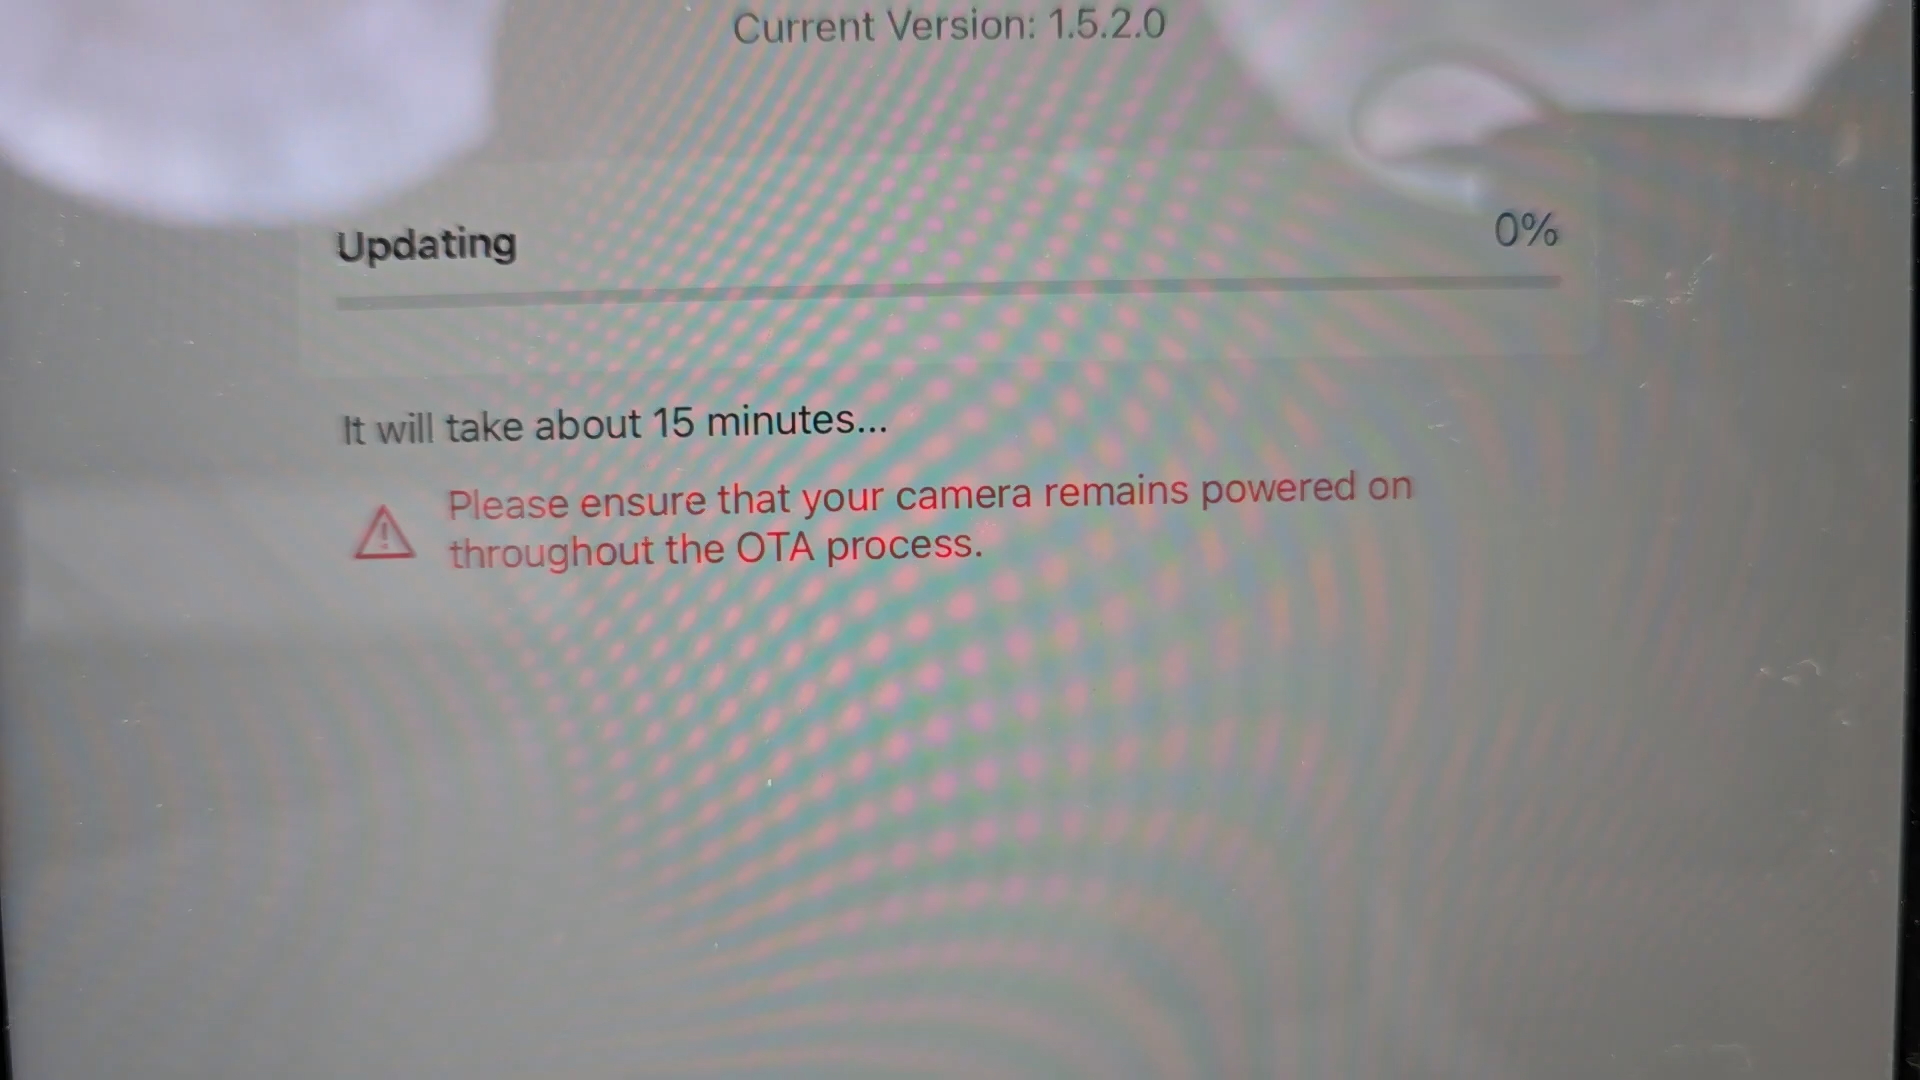 Current Version: 1.5.2.0
Updating
0%
It will take about 15 minutes...
Please ensure that your camera remains powered on
throughout the OTA process.